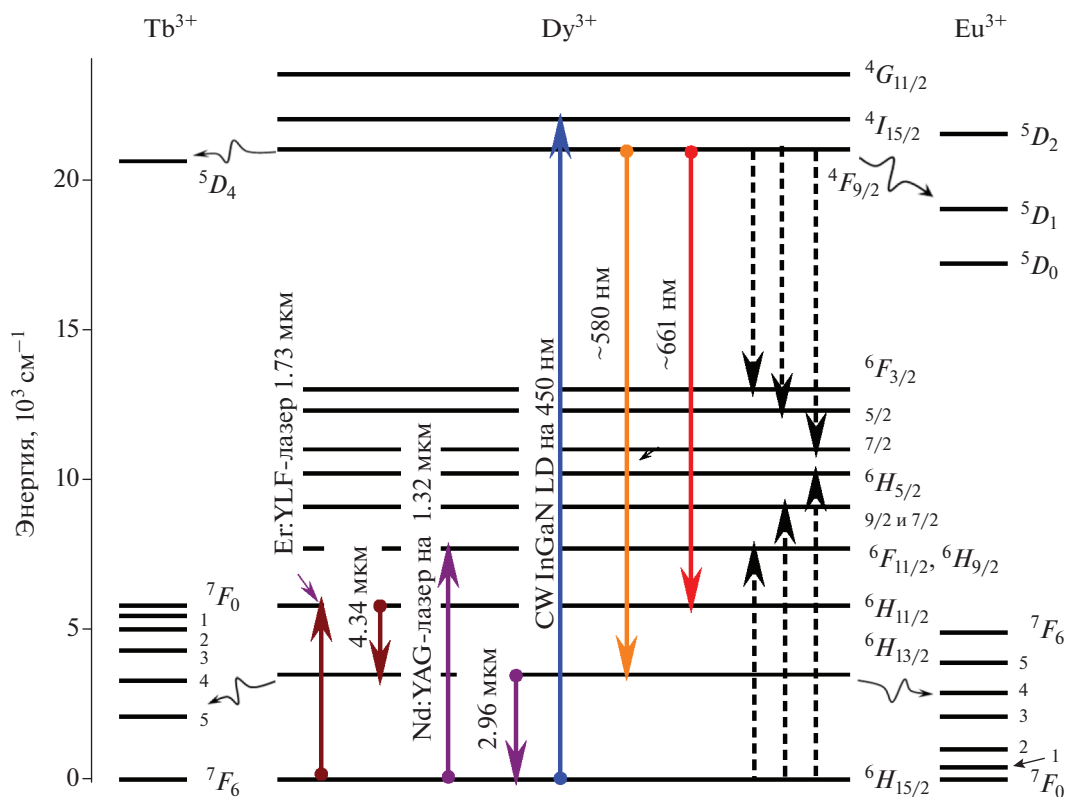 Tb³⁺
Dy³⁺
Eu³⁺
Энергия, 10³ см⁻¹
20
15
10
5
0
⁵D₄
⁷F₀
1
2
3
4
5
⁷F₆
Er:YLF-лазер 1.73 мкм
4.34 мкм
Nd:YAG-лазер на 1.32 мкм
2.96 мкм
CW InGaN LD на 450 нм
~580 нм
~661 нм
⁴G₁₁/₂
⁴I₁₅/₂
⁴F₉/₂
⁶F₃/₂
5/2
7/2
⁶H₅/₂
9/2 и 7/2
⁶F₁₁/₂, ⁶H₉/₂
⁶H₁₁/₂
⁶H₁₃/₂
⁶H₁₅/₂
⁵D₂
⁵D₁
⁵D₀
⁷F₆
5
4
3
2
1
⁷F₀